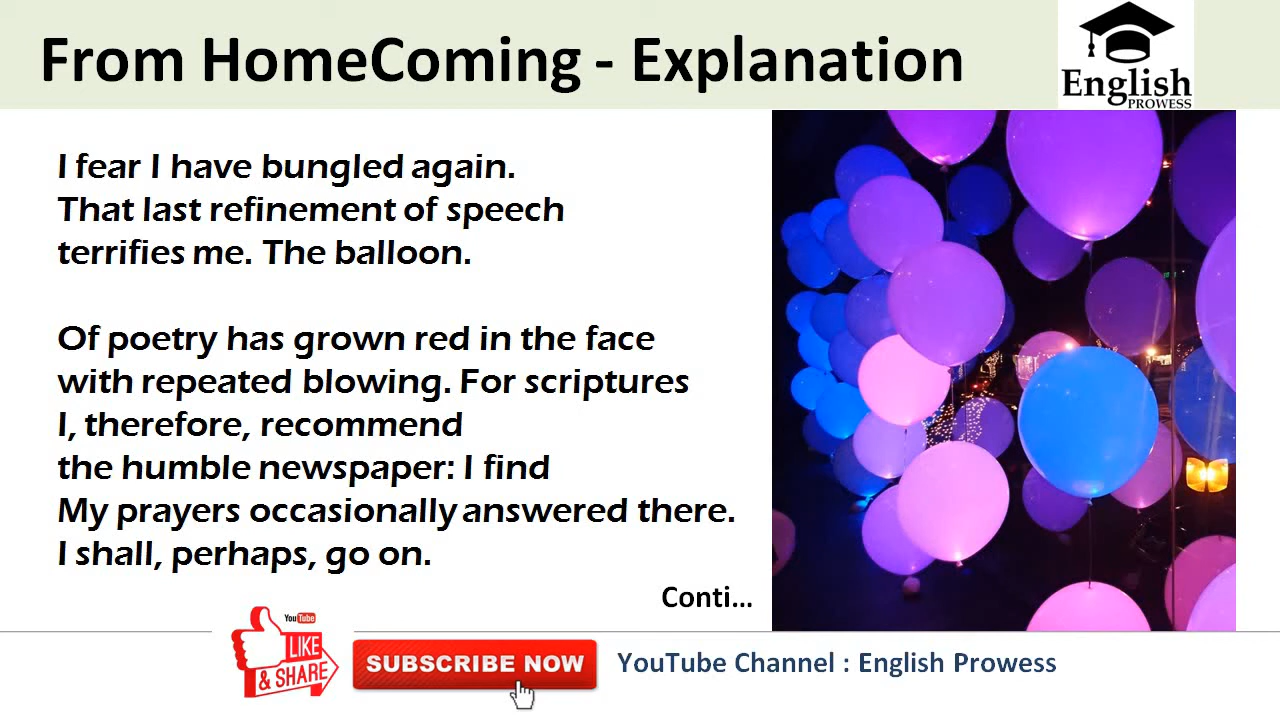 From HomeComing - Explanation
English
PROWESS
I fear I have bungled again.
That last refinement of speech
terrifies me. The balloon.
Of poetry has grown red in the face
with repeated blowing. For scriptures
I, therefore, recommend
the humble newspaper: I find
My prayers occasionally answered there.
I shall, perhaps, go on.
Conti...
YouTube
LIKE
& SHARE
SUBSCRIBE NOW
YouTube Channel : English Prowess